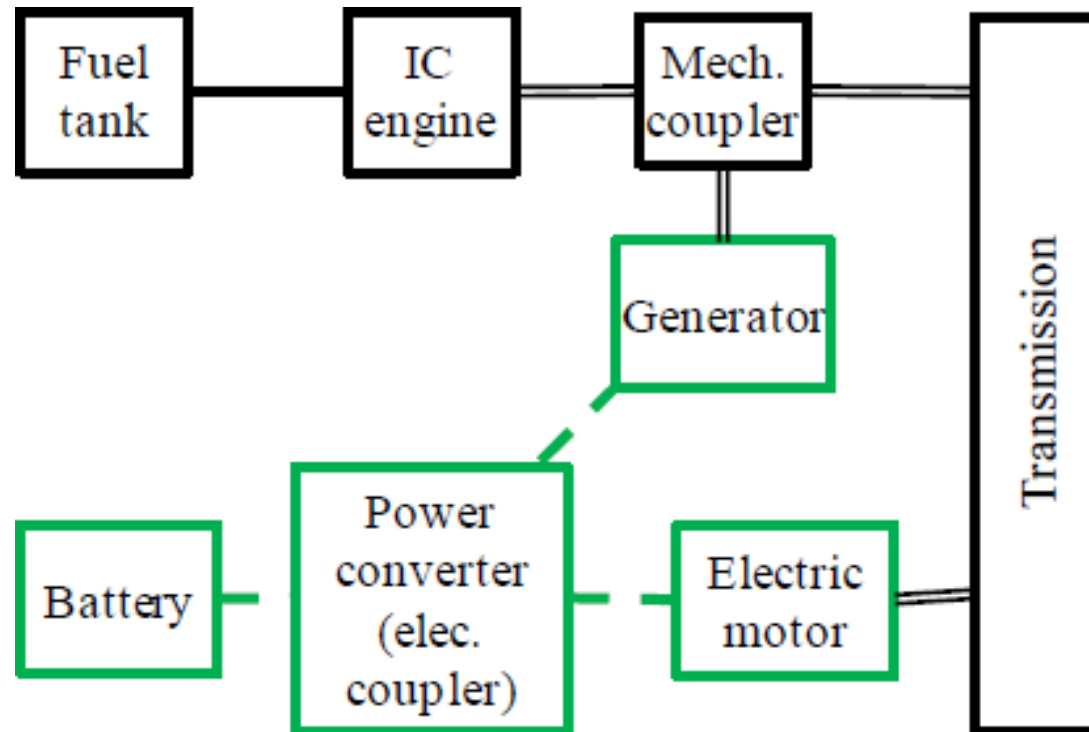 Fuel
tank
IC
engine
Mech.
coupler
Generator
Transmission
Battery
Power
converter
(elec.
coupler)
Electric
motor